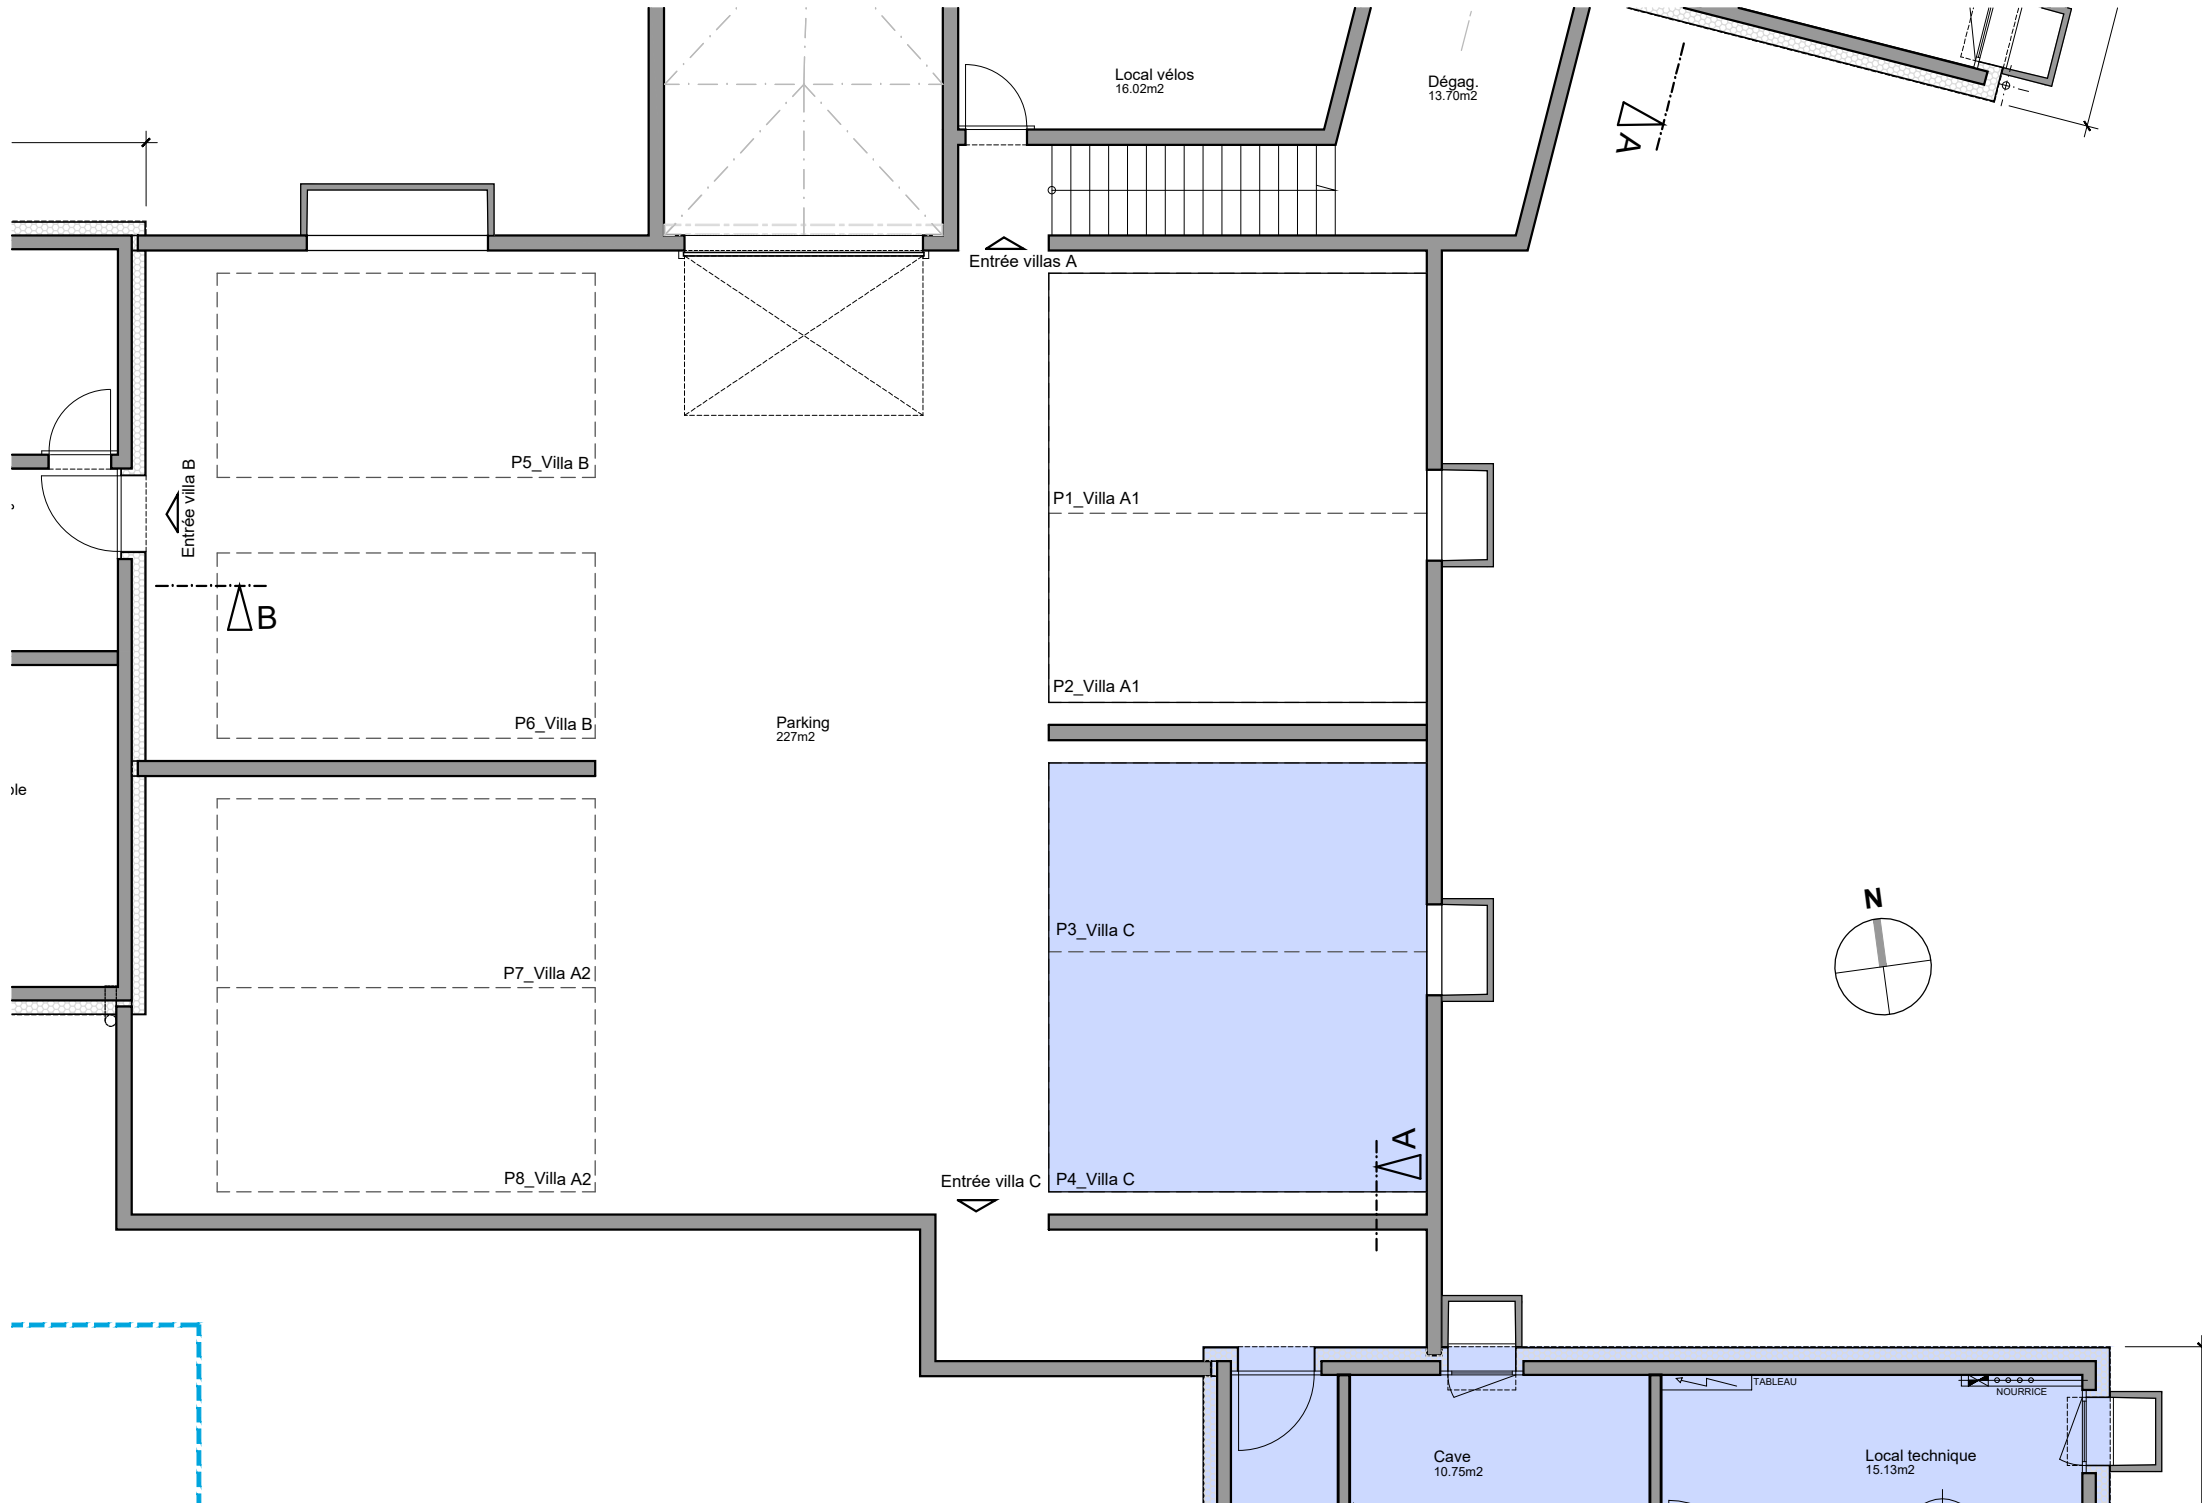 Local vélos
16.02m2
Dégag.
13.70m2
A
Entrée villas A
P5_Villa B
Entrée villa B
P1_Villa A1
B
P2_Villa A1
P6_Villa B
Parking
227m2
N
P3_Villa C
P7_Villa A2
A
P8_Villa A2
Entrée villa C
P4_Villa C
TABLEAU
NOURRICE
Cave
10.75m2
Local technique
15.13m2